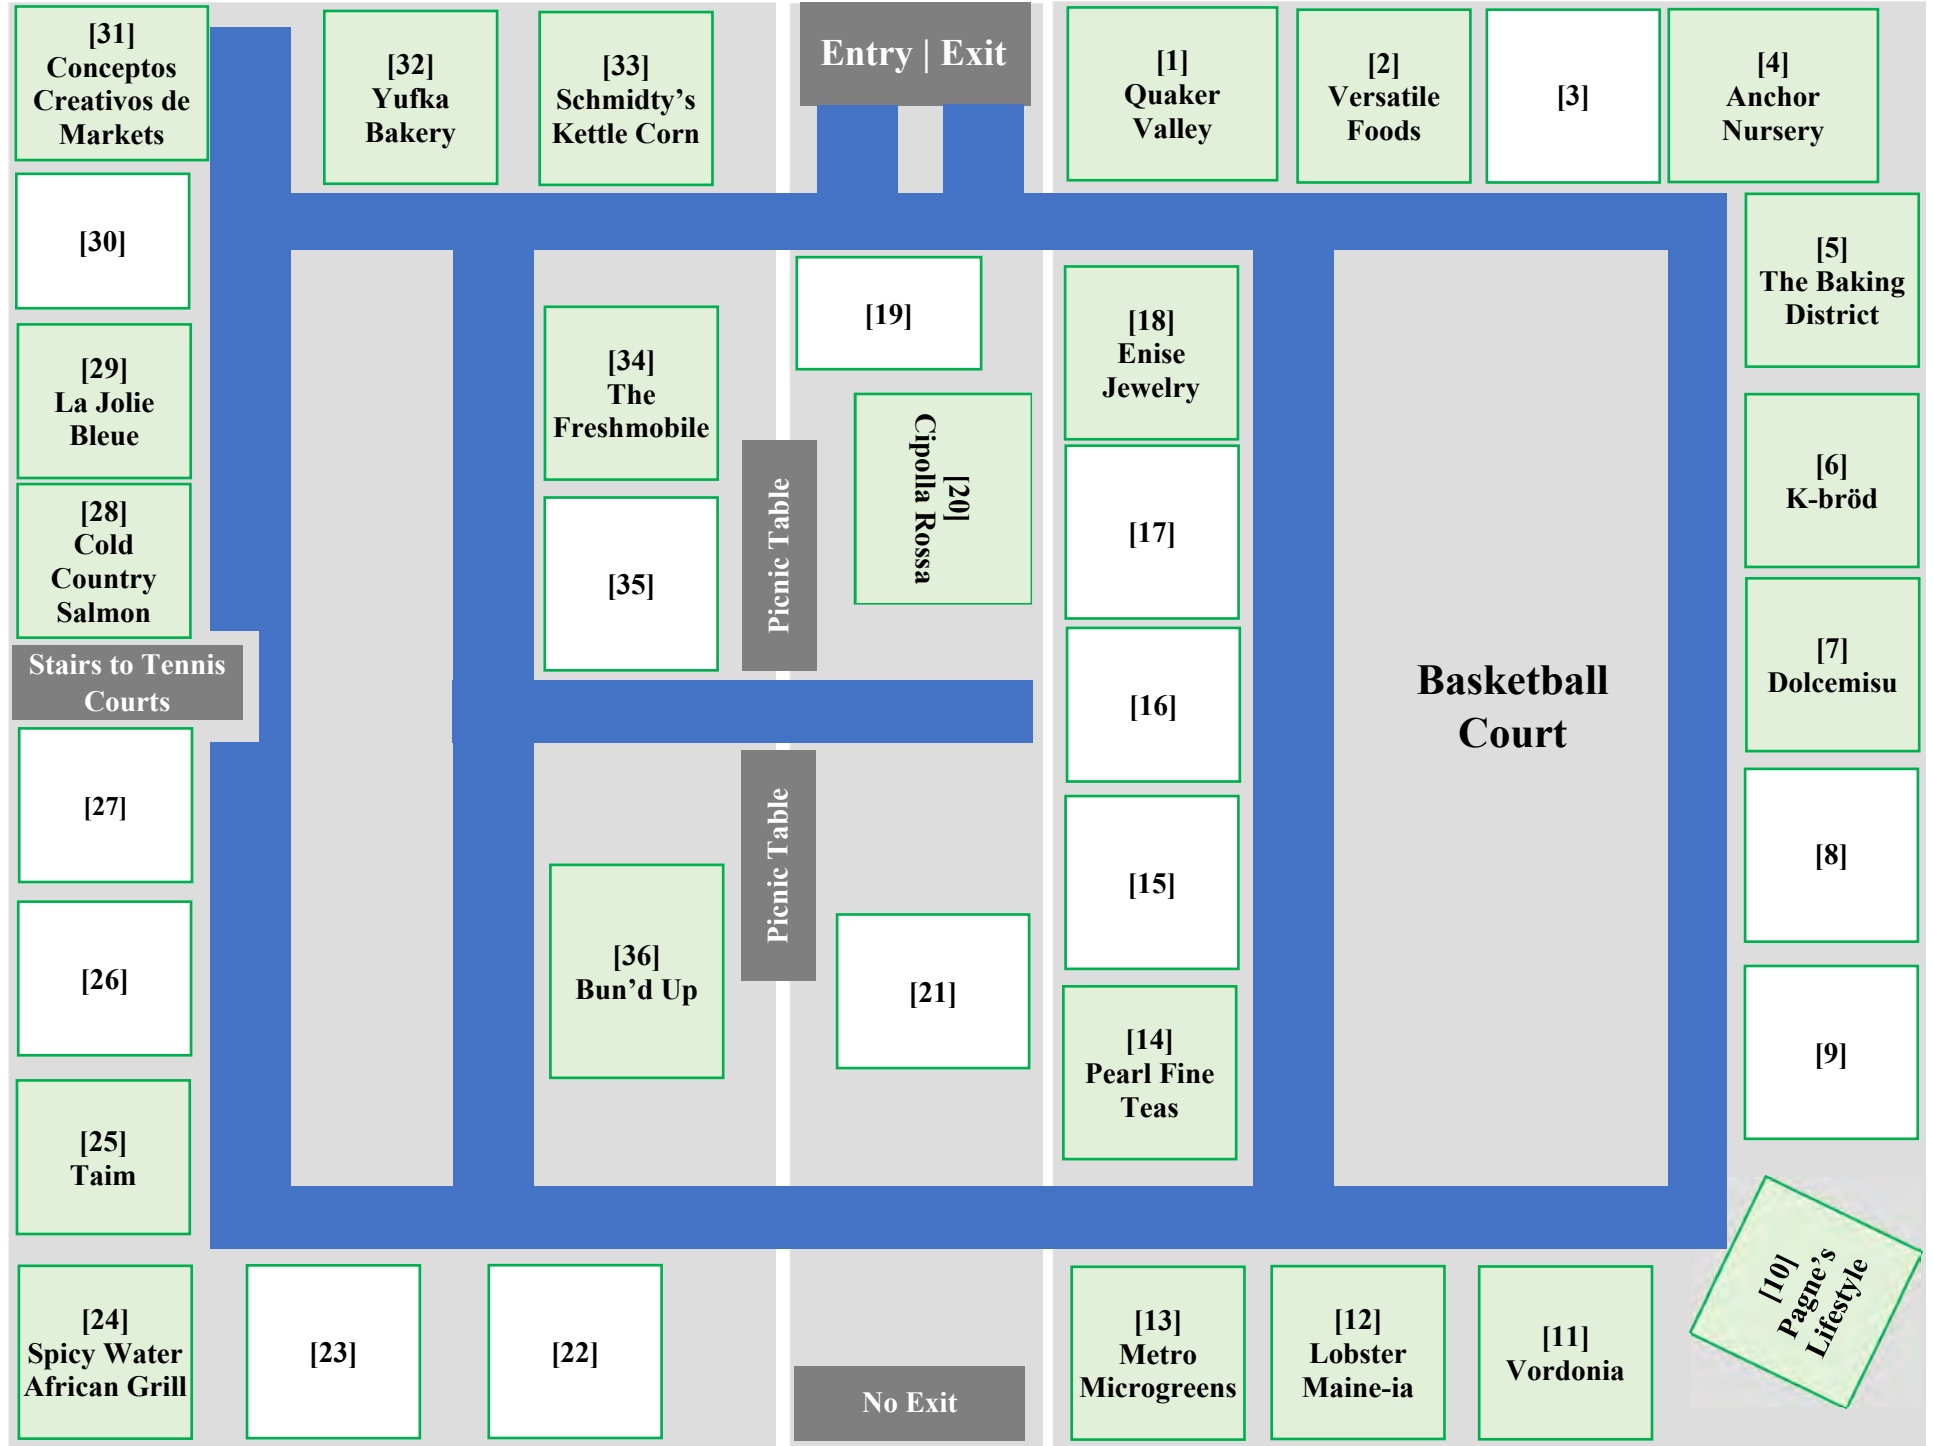 [31]
Conceptos
Creativos de
Markets
[32]
Yufka
Bakery
[33]
Schmidty’s
Kettle Corn
Entry | Exit
[1]
Quaker
Valley
[2]
Versatile
Foods
[3]
[4]
Anchor
Nursery
[30]
[5]
The Baking
District
[19]
[18]
Enise
Jewelry
[29]
La Jolie
Bleue
[34]
The
Freshmobile
[20]
Cipolla Rossa
[6]
K-bröd
[28]
Cold
Country
Salmon
[35]
Picnic Table
[17]
Stairs to Tennis
Courts
[16]
Basketball
Court
[7]
Dolcemisu
[27]
Picnic Table
[15]
[8]
[26]
[36]
Bun’d Up
[21]
[14]
Pearl Fine
Teas
[9]
[25]
Taim
[24]
Spicy Water
African Grill
[23]
[22]
No Exit
[13]
Metro
Microgreens
[12]
Lobster
Maine-ia
[11]
Vordonia
[10]
Pagne’s
Lifestyle